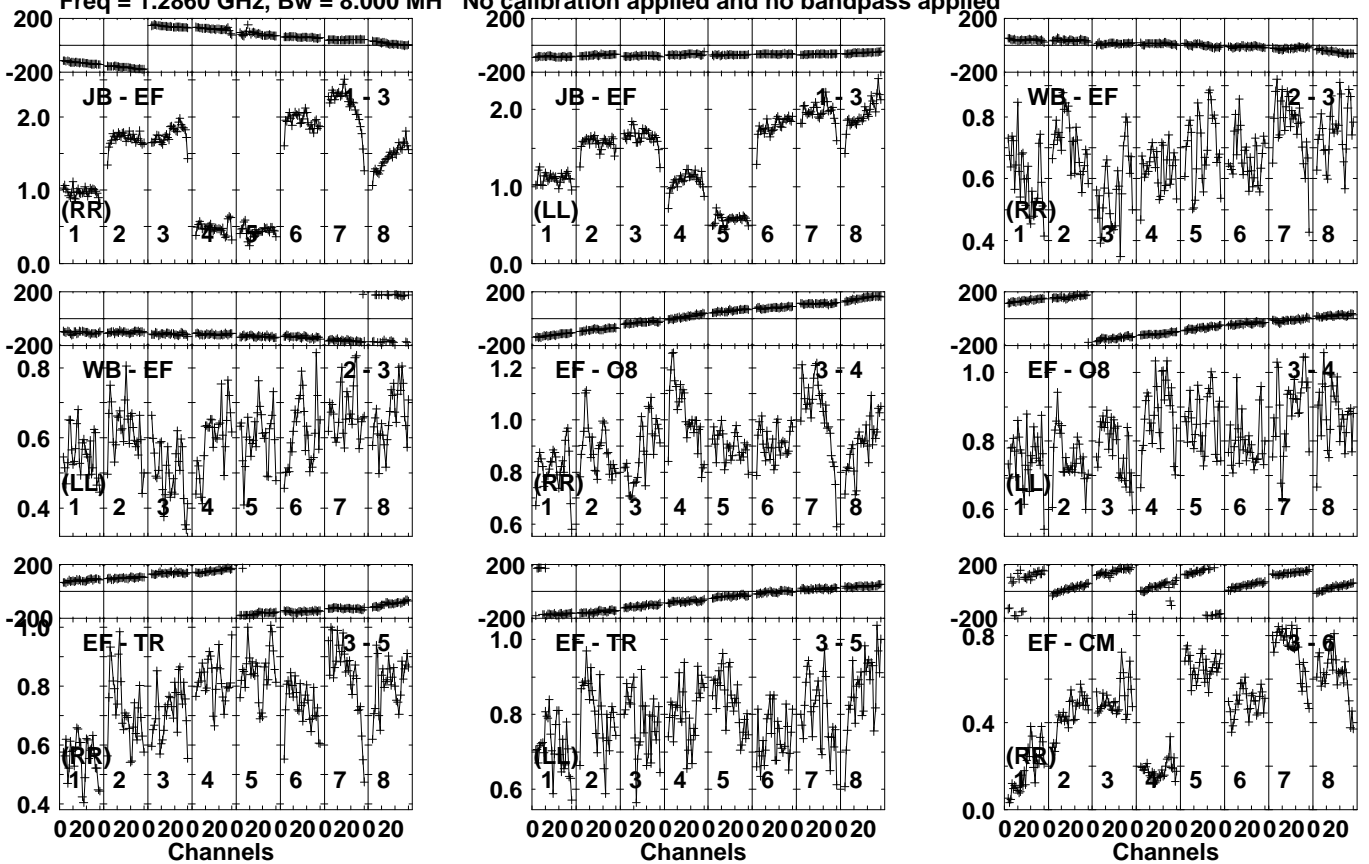 Freq = 1.2860 GHz, Bw = 8.000 MH No calibration applied and no bandpass applied
200
-200
JB - EF 1 - 3
2.0
1.0
0.0
(RR)
1 2 3 4 5 6 7 8
200
-200
JB - EF 1 - 3
2.0
1.0
0.0
(LL)
1 2 3 4 5 6 7 8
200
-200
WB - EF 2 - 3
0.8
0.6
0.4
(RR)
1 2 3 4 5 6 7 8
200
-200
WB - EF 2 - 3
0.8
0.6
0.4
(LL)
1 2 3 4 5 6 7 8
200
-200
EF - O8 3 - 4
1.2
1.0
0.8
0.6
(RR)
1 2 3 4 5 6 7 8
200
-200
EF - O8 3 - 4
1.0
0.8
0.6
(LL)
1 2 3 4 5 6 7 8
200
-200
EF - TR 3 - 5
1.0
0.8
0.6
0.4
(RR)
1 2 3 4 5 6 7 8
200
-200
EF - TR 3 - 5
1.0
0.8
0.6
(LL)
1 2 3 4 5 6 7 8
200
-200
EF - CM 3 - 6
0.8
0.4
0.0
(RR)
1 2 3 4 5 6 7 8
0 20 0 20 0 20 0 20 0 20 0 20 0 20 0 20
Channels
0 20 0 20 0 20 0 20 0 20 0 20 0 20 0 20
Channels
0 20 0 20 0 20 0 20 0 20 0 20 0 20 0 20
Channels